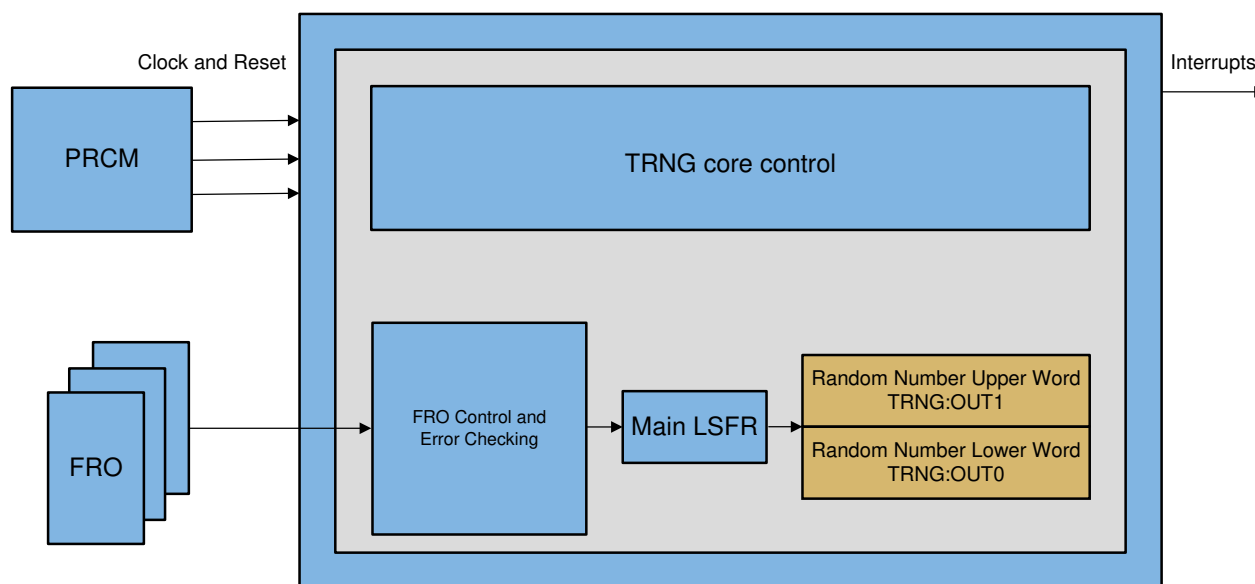 Clock and Reset
Interrupts
PRCM
TRNG core control
FRO
FRO Control and
Error Checking
Main LSFR
Random Number Upper Word
TRNG:OUT1
Random Number Lower Word
TRNG:OUT0